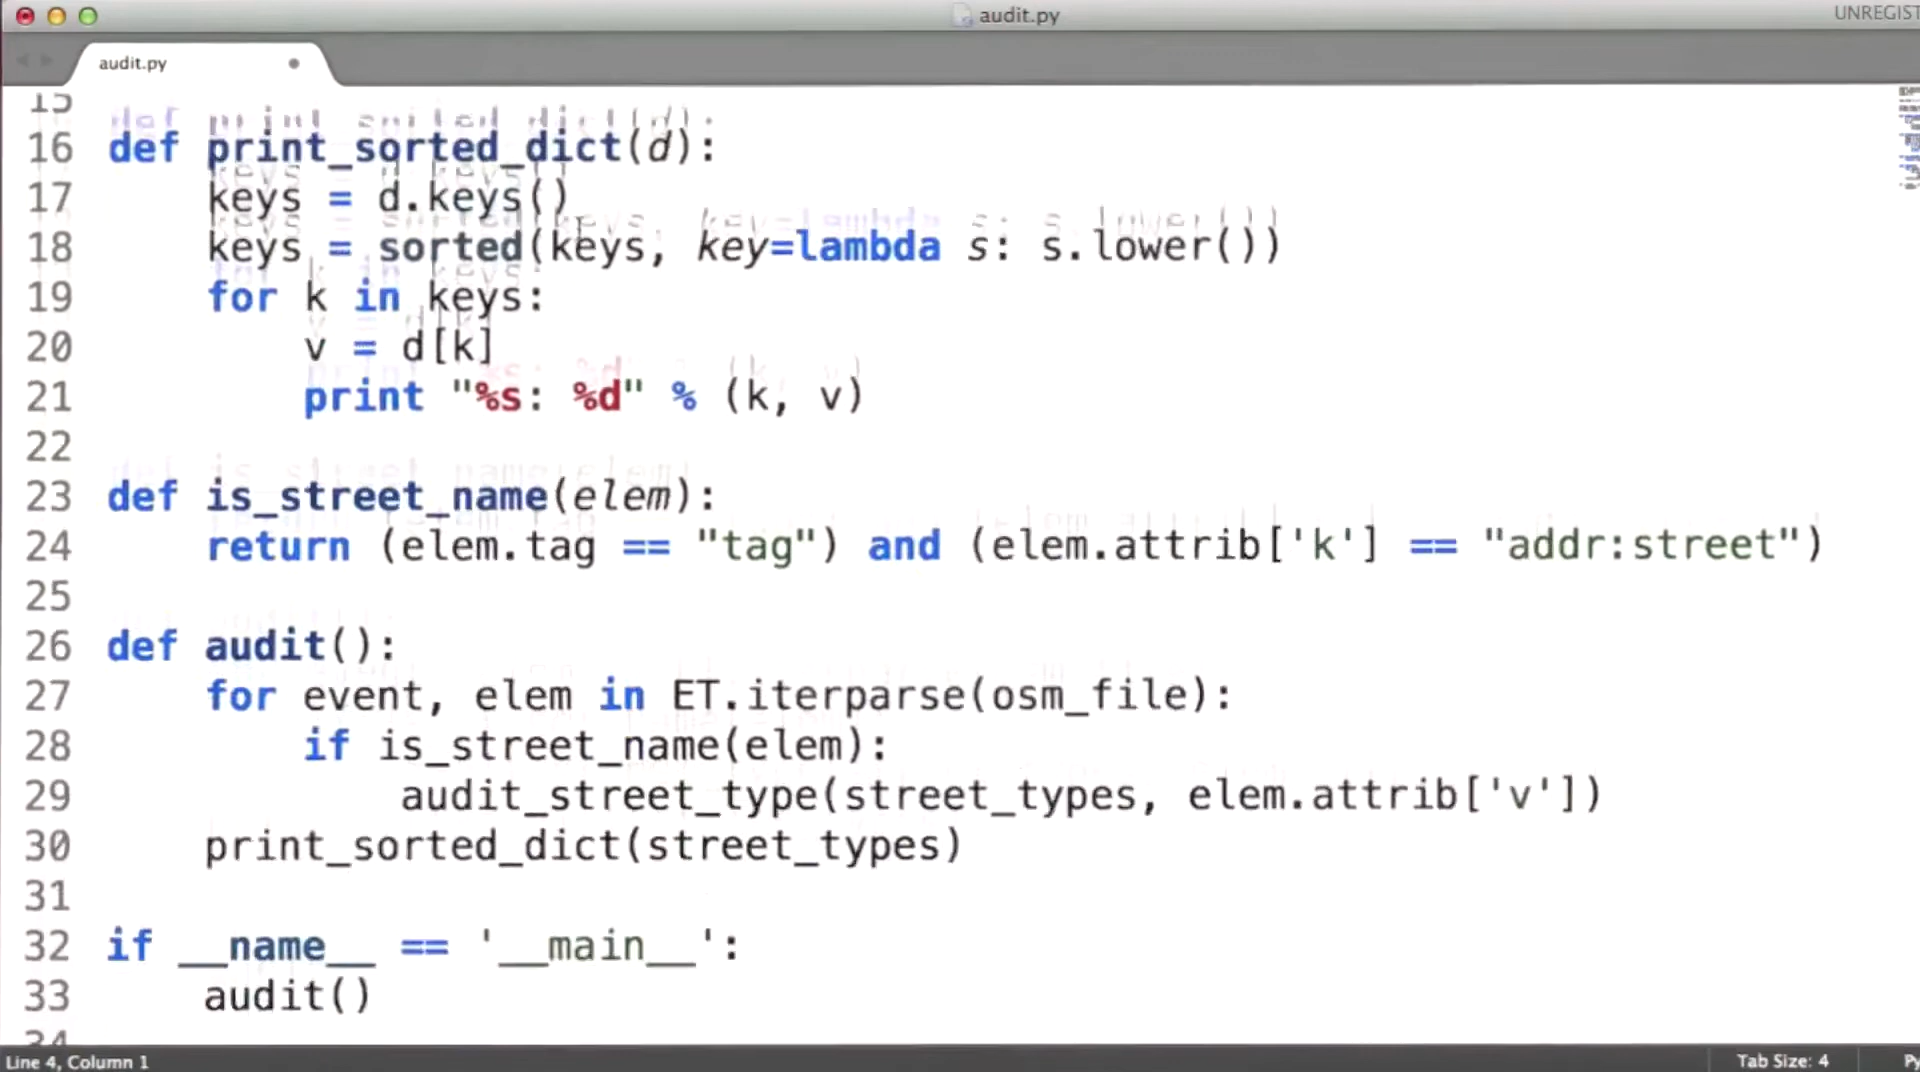 audit.py
UNREGIST
audit.py
15
16 def print_sorted_dict(d):
17 keys = d.keys()
18 keys = sorted(keys, key=lambda s: s.lower())
19 for k in keys:
20 v = d[k]
21 print "%s: %d" % (k, v)
22
23 def is_street_name(elem):
24 return (elem.tag == "tag") and (elem.attrib['k'] == "addr:street")
25
26 def audit():
27 for event, elem in ET.iterparse(osm_file):
28 if is_street_name(elem):
29 audit_street_type(street_types, elem.attrib['v'])
30 print_sorted_dict(street_types)
31
32 if __name__ == '__main__':
33 audit()
34
Line 4, Column 1
Tab Size: 4
Py